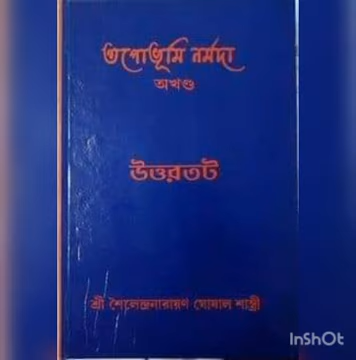 তপোভূমি নর্মদা
অখণ্ড
উত্তরতট
শ্রী শৈলেন্দ্রনারায়ণ ঘোষাল শাস্ত্রী
InShOt